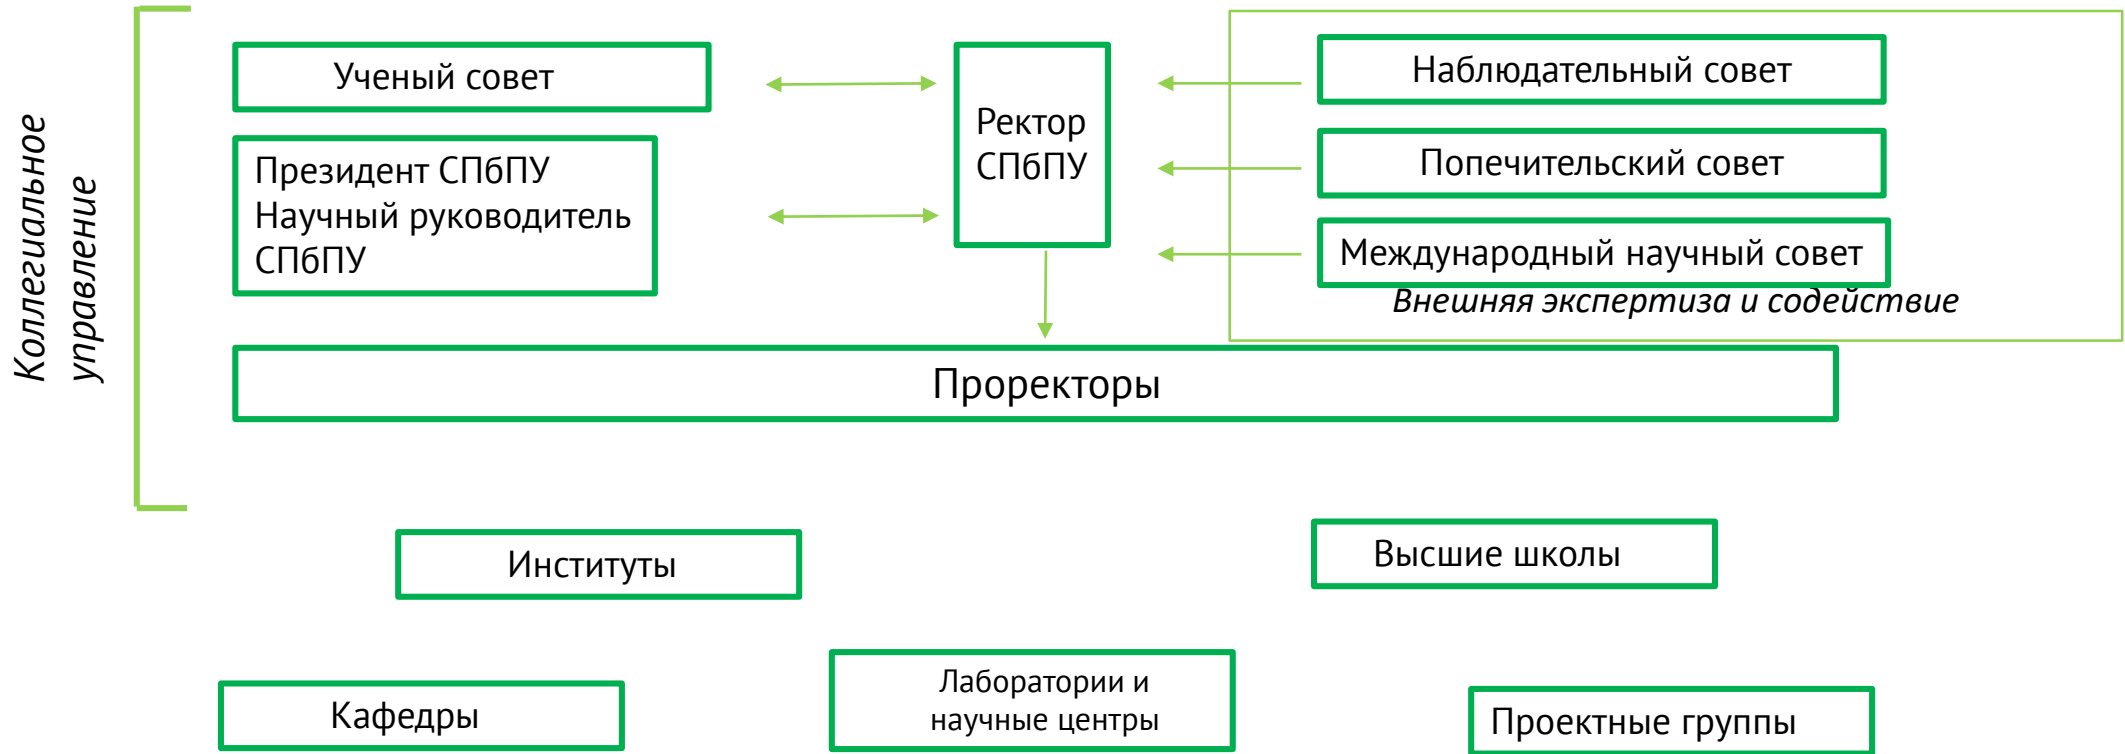 Коллегиальное
управление
Ученый совет
Президент СПбПУ
Научный руководитель
СПбПУ
Ректор
СПбПУ
Наблюдательный совет
Попечительский совет
Международный научный совет
Внешняя экспертиза и содействие
Проректоры
Институты
Высшие школы
Кафедры
Лаборатории и
научные центры
Проектные группы